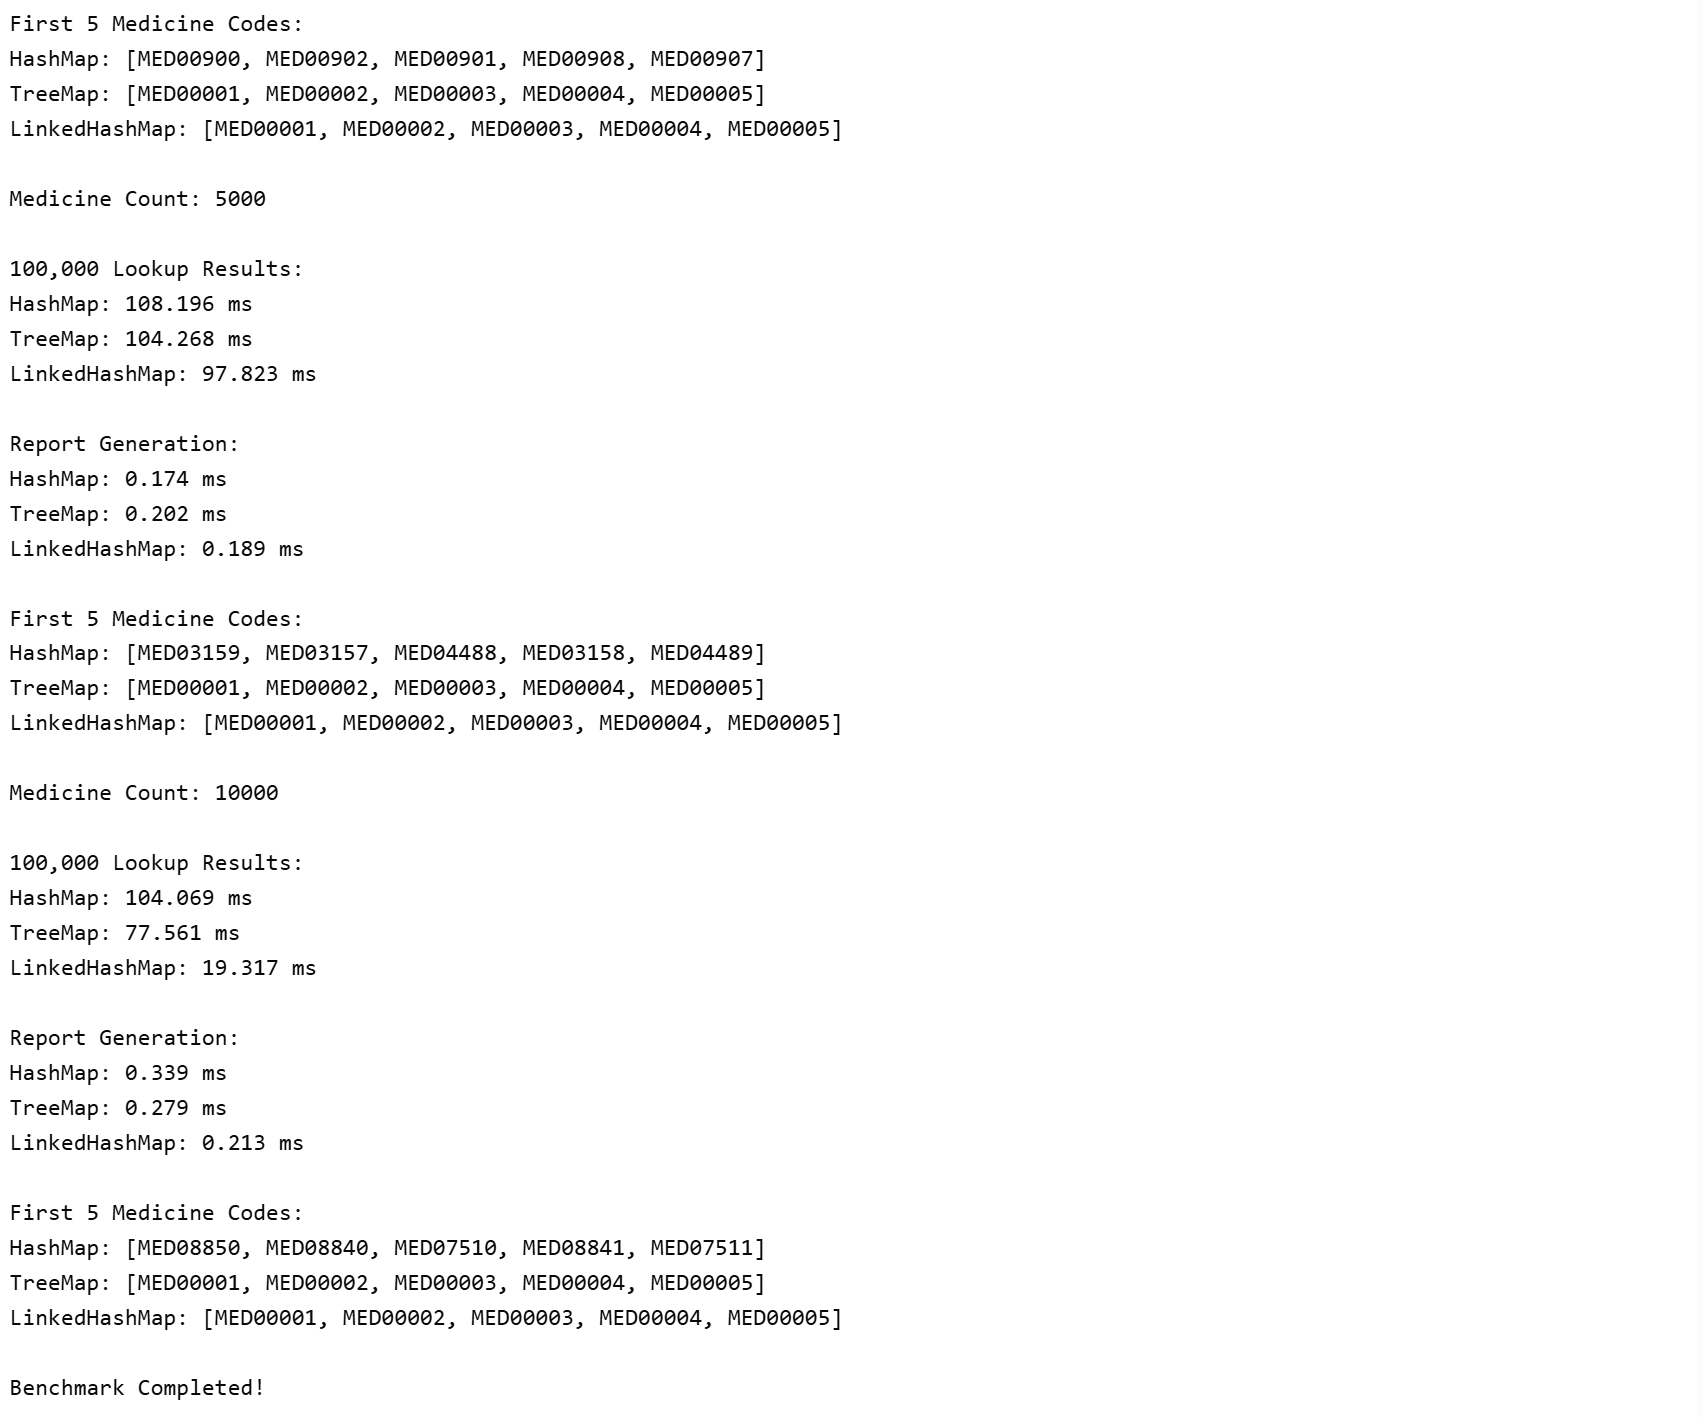 First 5 Medicine Codes:
HashMap: [MED00900, MED00902, MED00901, MED00908, MED00907]
TreeMap: [MED00001, MED00002, MED00003, MED00004, MED00005]
LinkedHashMap: [MED00001, MED00002, MED00003, MED00004, MED00005]
Medicine Count: 5000
100,000 Lookup Results:
HashMap: 108.196 ms
TreeMap: 104.268 ms
LinkedHashMap: 97.823 ms
Report Generation:
HashMap: 0.174 ms
TreeMap: 0.202 ms
LinkedHashMap: 0.189 ms
First 5 Medicine Codes:
HashMap: [MED03159, MED03157, MED04488, MED03158, MED04489]
TreeMap: [MED00001, MED00002, MED00003, MED00004, MED00005]
LinkedHashMap: [MED00001, MED00002, MED00003, MED00004, MED00005]
Medicine Count: 10000
100,000 Lookup Results:
HashMap: 104.069 ms
TreeMap: 77.561 ms
LinkedHashMap: 19.317 ms
Report Generation:
HashMap: 0.339 ms
TreeMap: 0.279 ms
LinkedHashMap: 0.213 ms
First 5 Medicine Codes:
HashMap: [MED08850, MED08840, MED07510, MED08841, MED07511]
TreeMap: [MED00001, MED00002, MED00003, MED00004, MED00005]
LinkedHashMap: [MED00001, MED00002, MED00003, MED00004, MED00005]
Benchmark Completed!